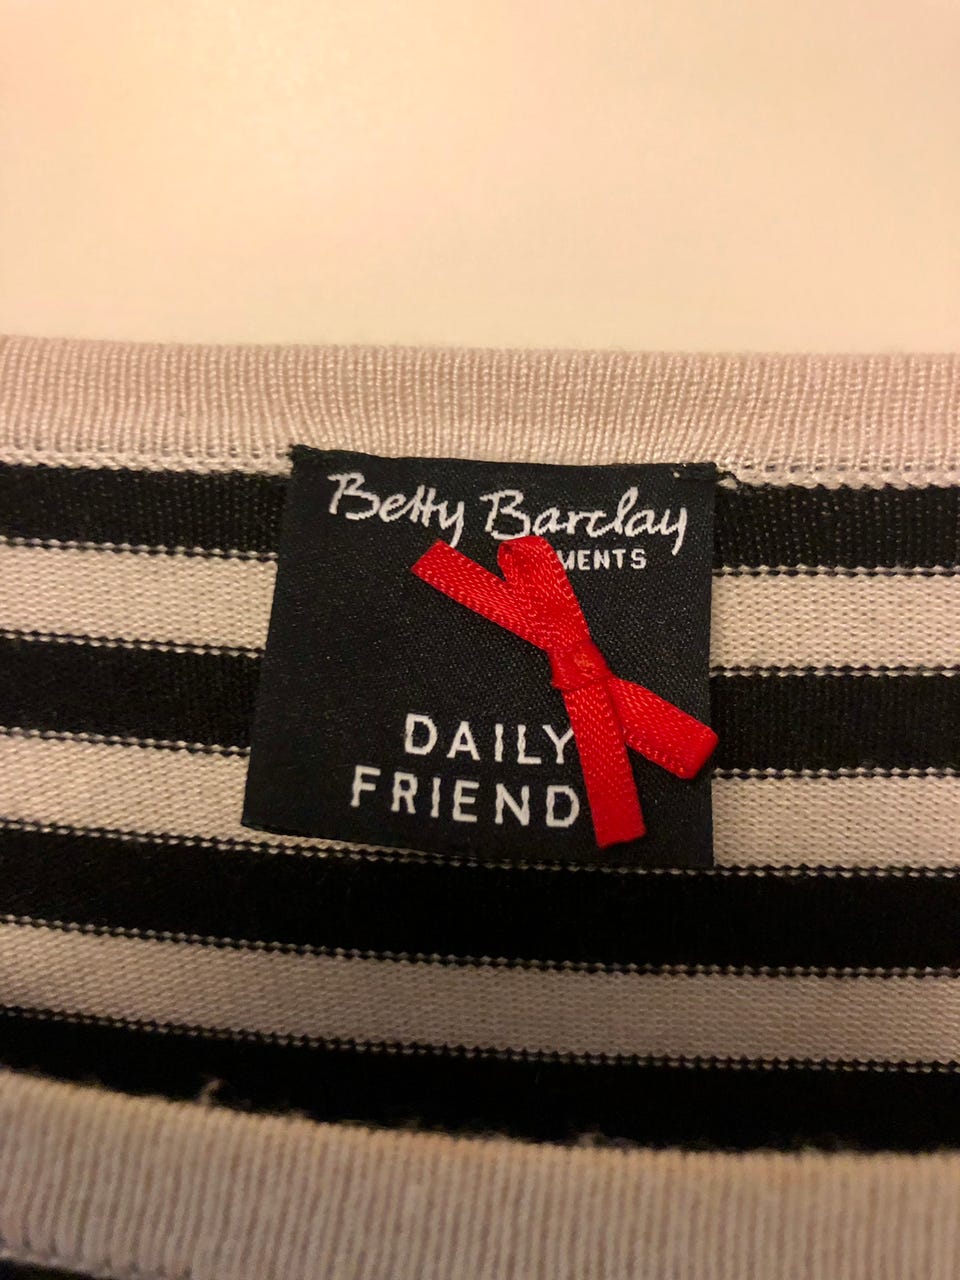 Betty Barclay
MENTS
DAILY
FRIEND